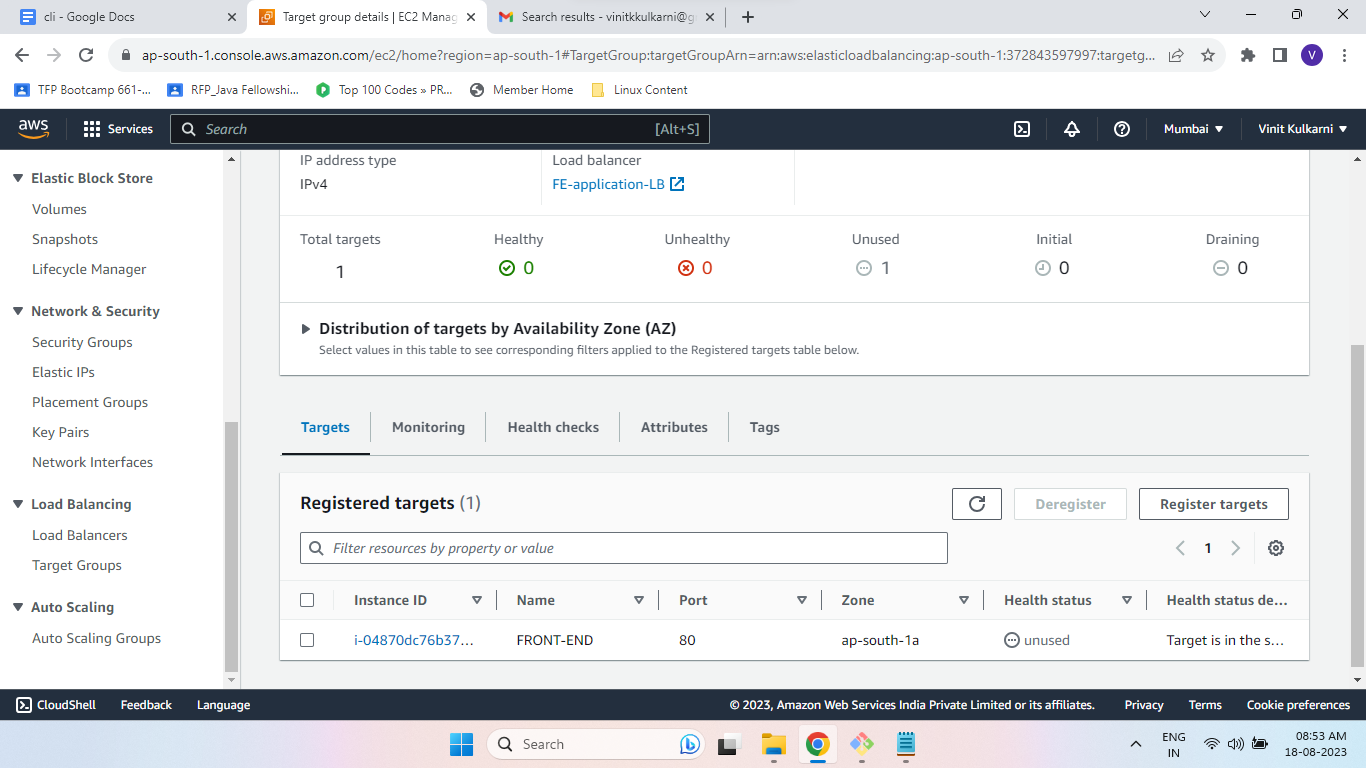 cli - Google Docs
Target group details | EC2 Manag
Search results - vinitkkulkarni@g
ap-south-1.console.aws.amazon.com/ec2/home?region=ap-south-1#TargetGroup:targetGroupArn=arn:aws:elasticloadbalancing:ap-south-1:372843597997:targetg...
V
TFP Bootcamp 661-...
RFP_Java Fellowshi...
Top 100 Codes » PR...
Member Home
Linux Content
aws
Services
Search
[Alt+S]
Mumbai
Vinit Kulkarni
Elastic Block Store
Volumes
Snapshots
Lifecycle Manager
Network & Security
Security Groups
Elastic IPs
Placement Groups
Key Pairs
Network Interfaces
Load Balancing
Load Balancers
Target Groups
Auto Scaling
Auto Scaling Groups
IP address type
IPv4
Load balancer
FE-application-LB
Total targets
1
Healthy
0
Unhealthy
0
Unused
1
Initial
0
Draining
0
Distribution of targets by Availability Zone (AZ)
Select values in this table to see corresponding filters applied to the Registered targets table below.
Targets
Monitoring
Health checks
Attributes
Tags
Registered targets (1)
Deregister
Register targets
Filter resources by property or value
1
Instance ID
Name
Port
Zone
Health status
Health status de...
i-04870dc76b37...
FRONT-END
80
ap-south-1a
unused
Target is in the s...
CloudShell
Feedback
Language
© 2023, Amazon Web Services India Private Limited or its affiliates.
Privacy
Terms
Cookie preferences
Search
ENG
IN
08:53 AM
18-08-2023